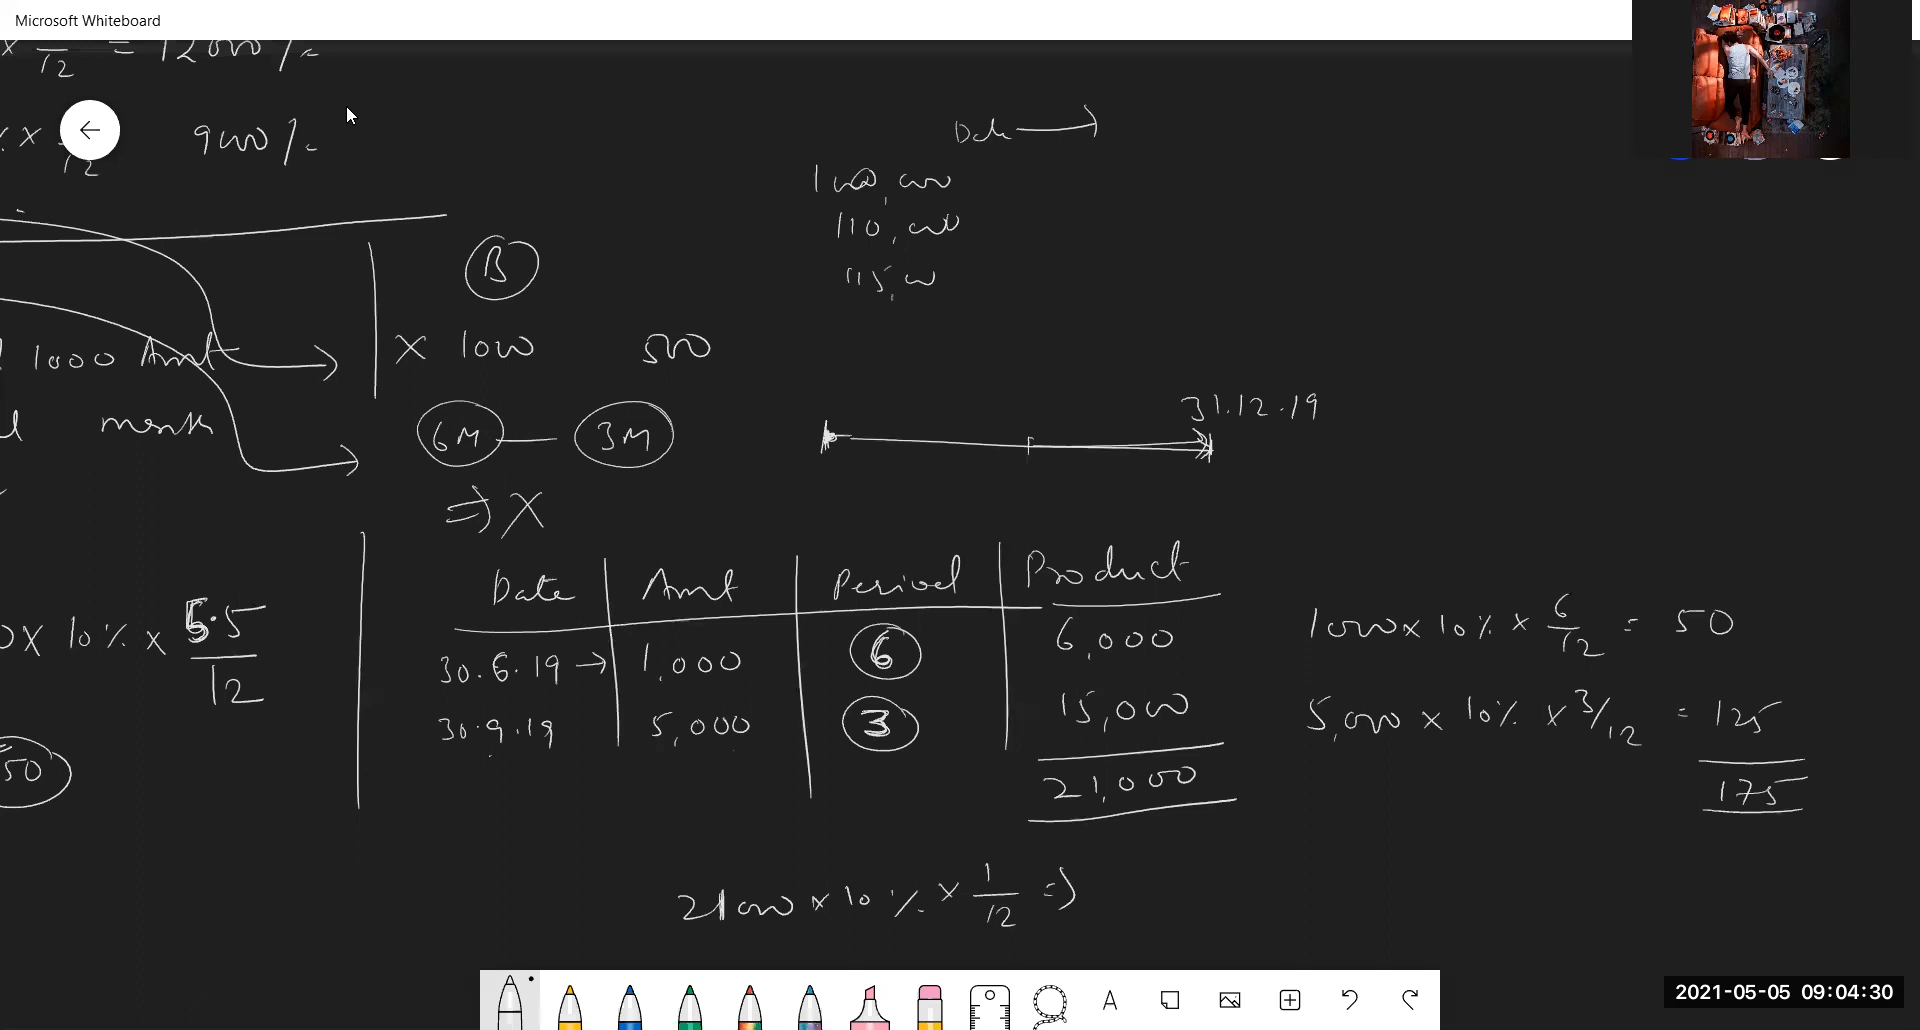 Microsoft Whiteboard
x /12 = 12000/=
% x /12 9000/=
Date →
100,000
110,000
115,00
B
1000 Amt → x 1000 500
month → 6M — 3M
31.12.19
⇒ X
Date | Amt | Period | Product
30.6.19 → 1,000 6 6,000
30.9.19 5,000 3 15,000
21,000
0 x 10% x 5.5/12
50
1000 x 10% x 6/12 = 50
5,000 x 10% x 3/12 = 125
175
21000 x 10% x 1/12 ⇒
2021-05-05 09:04:30